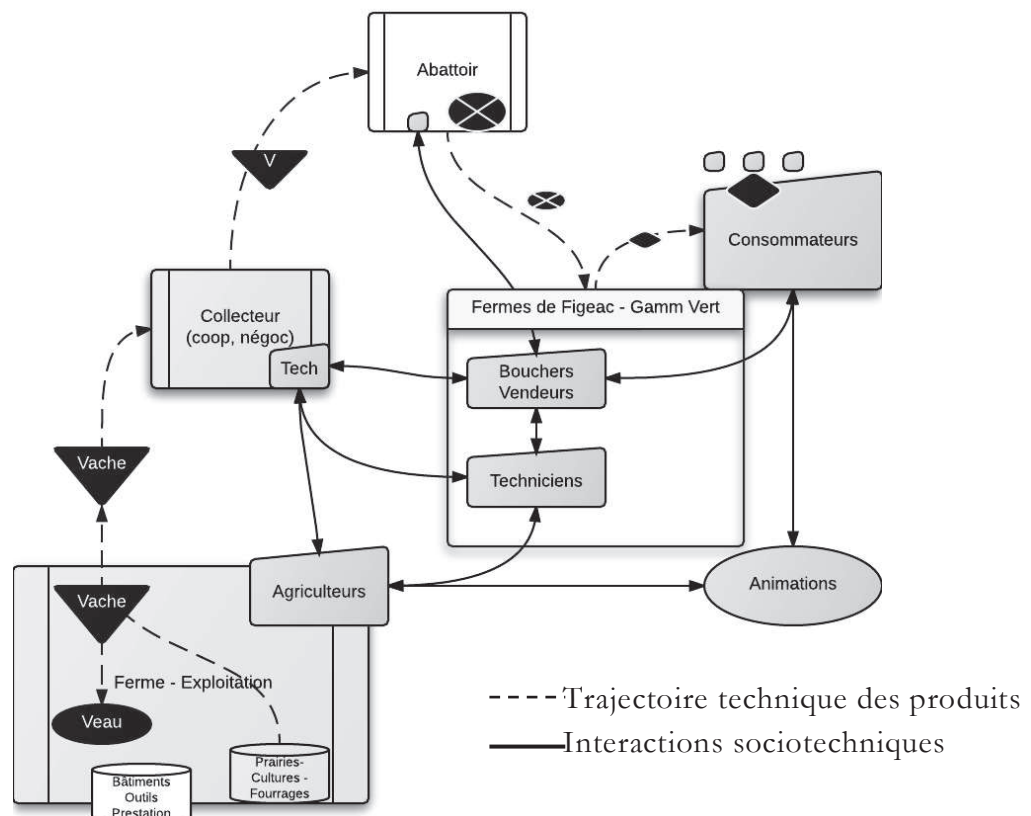 Abattoir
V
Consommateurs
Fermes de Figeac - Gamm Vert
Collecteur
(coop, négoc)
Tech
Bouchers
Vendeurs
Vache
Techniciens
Agriculteurs
Animations
Vache
Ferme - Exploitation
Veau
Trajectoire technique des produits
Interactions sociotechniques
Prairies-
Cultures -
Fourrages
Bâtiments
Outils
Prestation